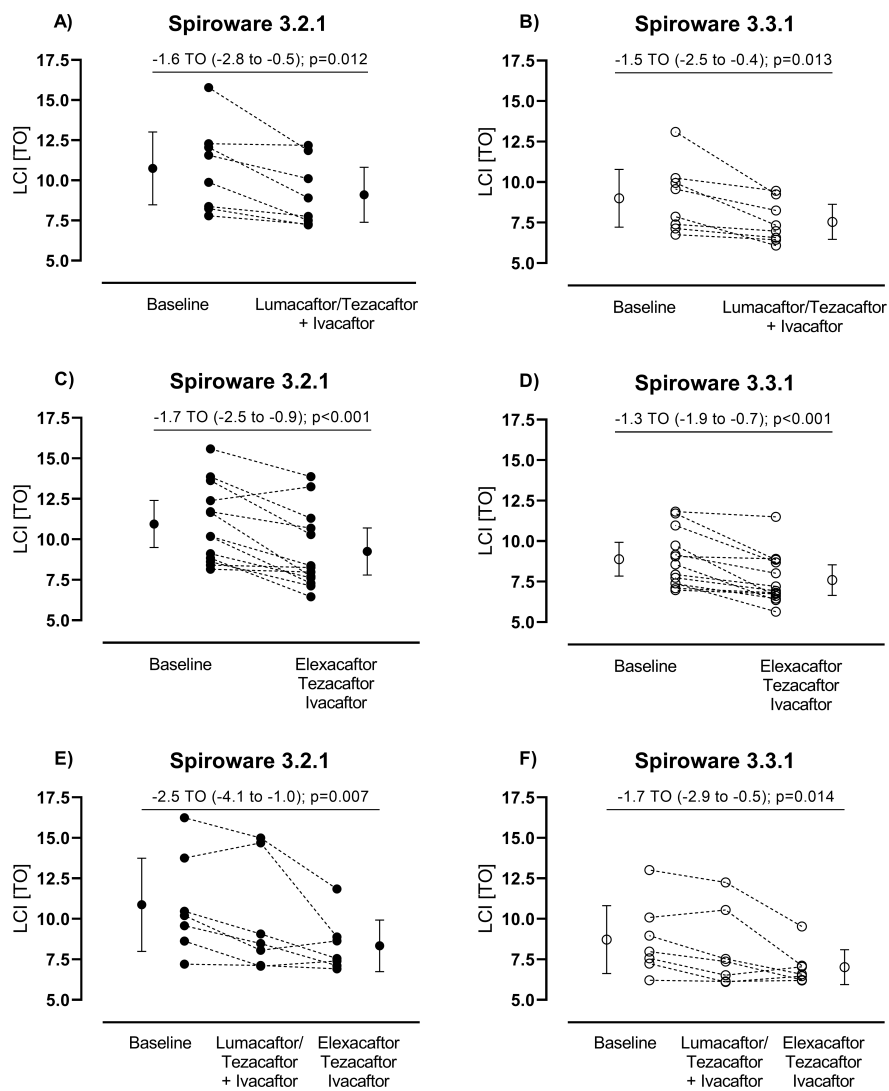 A)
Spiroware 3.2.1
-1.6 TO (-2.8 to -0.5); p=0.012
LCI [TO]
17.5
15.0
12.5
10.0
7.5
5.0
Baseline
Lumacaftor/Tezacaftor
+ Ivacaftor
B)
Spiroware 3.3.1
-1.5 TO (-2.5 to -0.4); p=0.013
LCI [TO]
17.5
15.0
12.5
10.0
7.5
5.0
Baseline
Lumacaftor/Tezacaftor
+ Ivacaftor
C)
Spiroware 3.2.1
-1.7 TO (-2.5 to -0.9); p<0.001
LCI [TO]
17.5
15.0
12.5
10.0
7.5
5.0
Baseline
Elexacaftor
Tezacaftor
Ivacaftor
D)
Spiroware 3.3.1
-1.3 TO (-1.9 to -0.7); p<0.001
LCI [TO]
17.5
15.0
12.5
10.0
7.5
5.0
Baseline
Elexacaftor
Tezacaftor
Ivacaftor
E)
Spiroware 3.2.1
-2.5 TO (-4.1 to -1.0); p=0.007
LCI [TO]
17.5
15.0
12.5
10.0
7.5
5.0
Baseline
Lumacaftor/
Tezacaftor
+ Ivacaftor
Elexacaftor
Tezacaftor
Ivacaftor
F)
Spiroware 3.3.1
-1.7 TO (-2.9 to -0.5); p=0.014
LCI [TO]
17.5
15.0
12.5
10.0
7.5
5.0
Baseline
Lumacaftor/
Tezacaftor
+ Ivacaftor
Elexacaftor
Tezacaftor
Ivacaftor